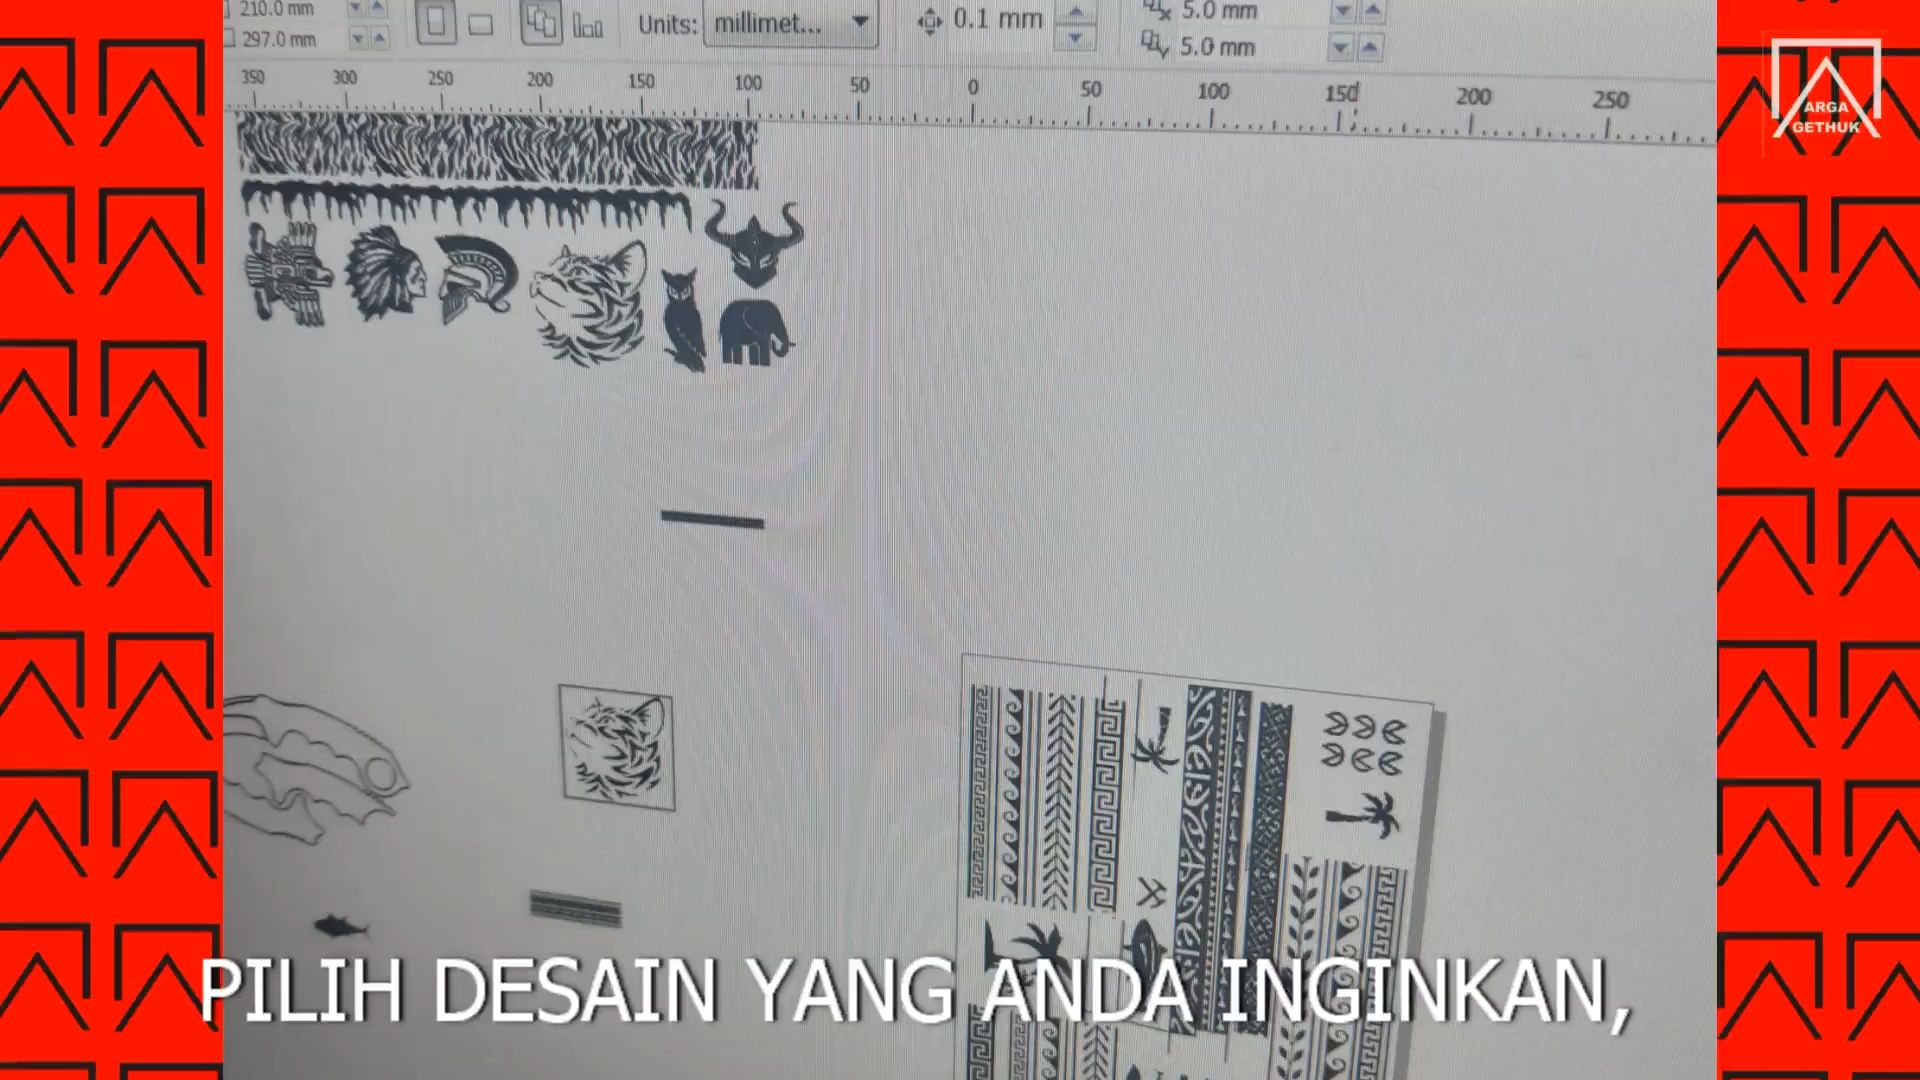 210.0 mm
297.0 mm
Units: millimet...
0.1 mm
5.0 mm
5.0 mm
350 300 250 200 150 100 50 0 50 100 150 200 250
ARGA
GETHUK
PILIH DESAIN YANG ANDA INGINKAN,